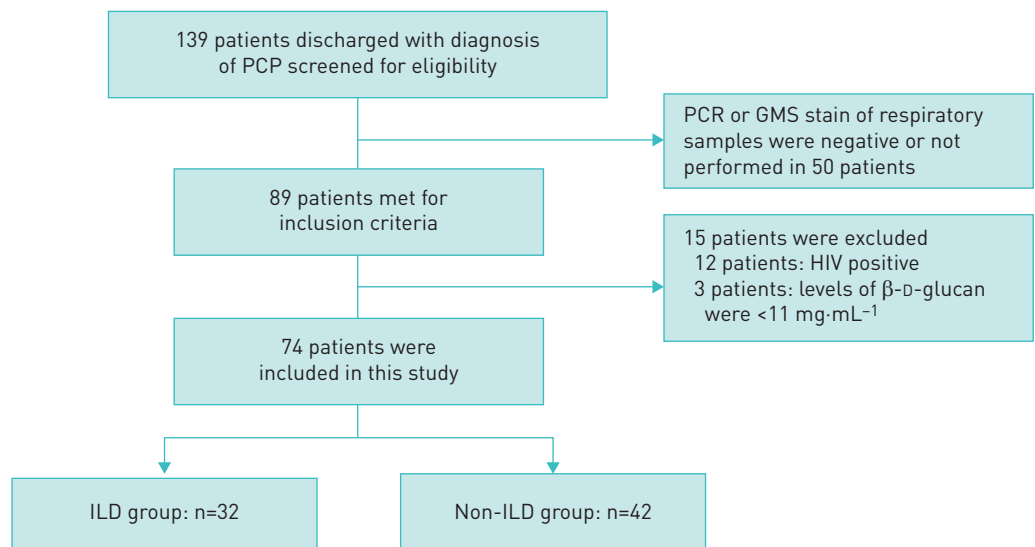 139 patients discharged with diagnosis
of PCP screened for eligibility
PCR or GMS stain of respiratory
samples were negative or not
performed in 50 patients
89 patients met for
inclusion criteria
15 patients were excluded
12 patients: HIV positive
3 patients: levels of β-D-glucan
were <11 mg·mL⁻¹
74 patients were
included in this study
ILD group: n=32
Non-ILD group: n=42